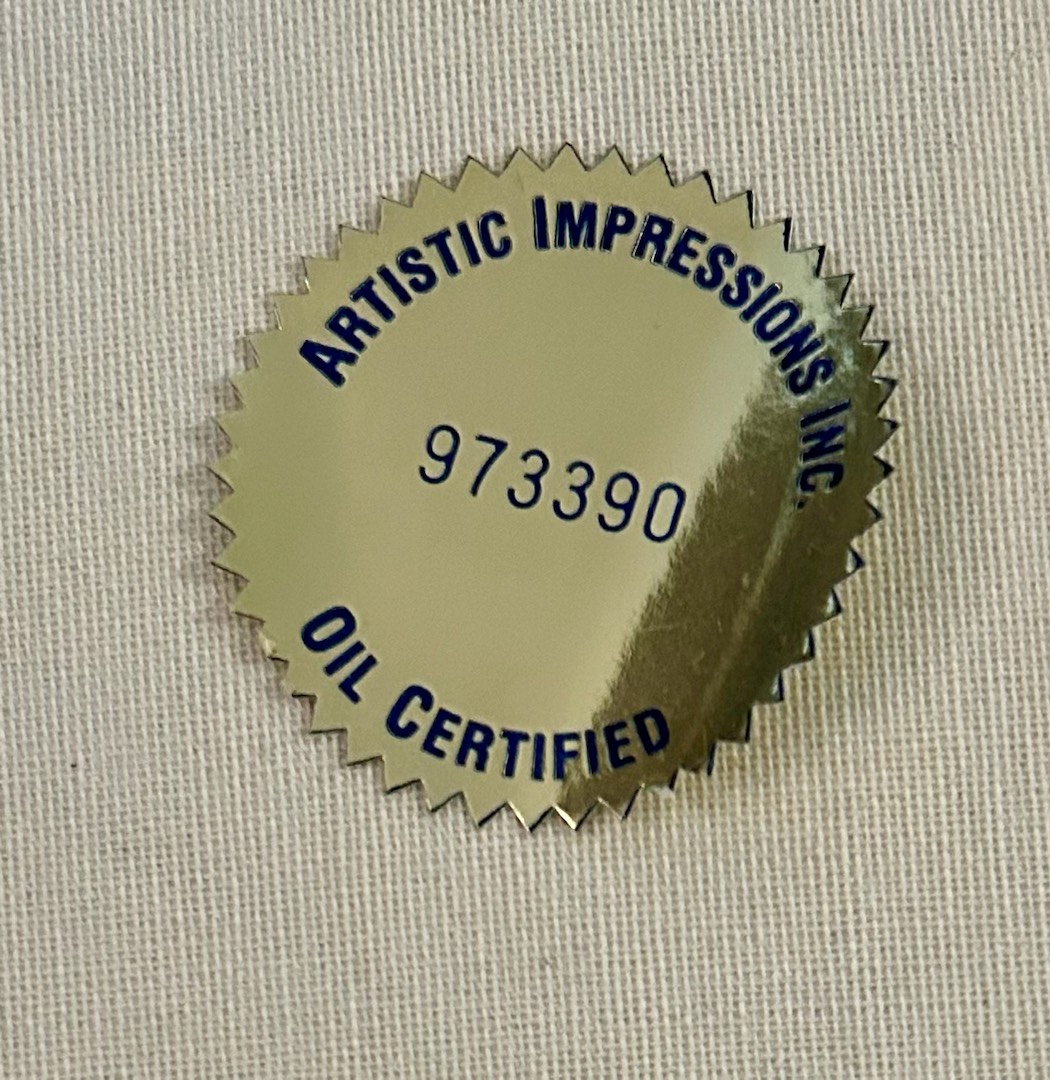 ARTISTIC IMPRESSIONS INC.
973390
OIL CERTIFIED